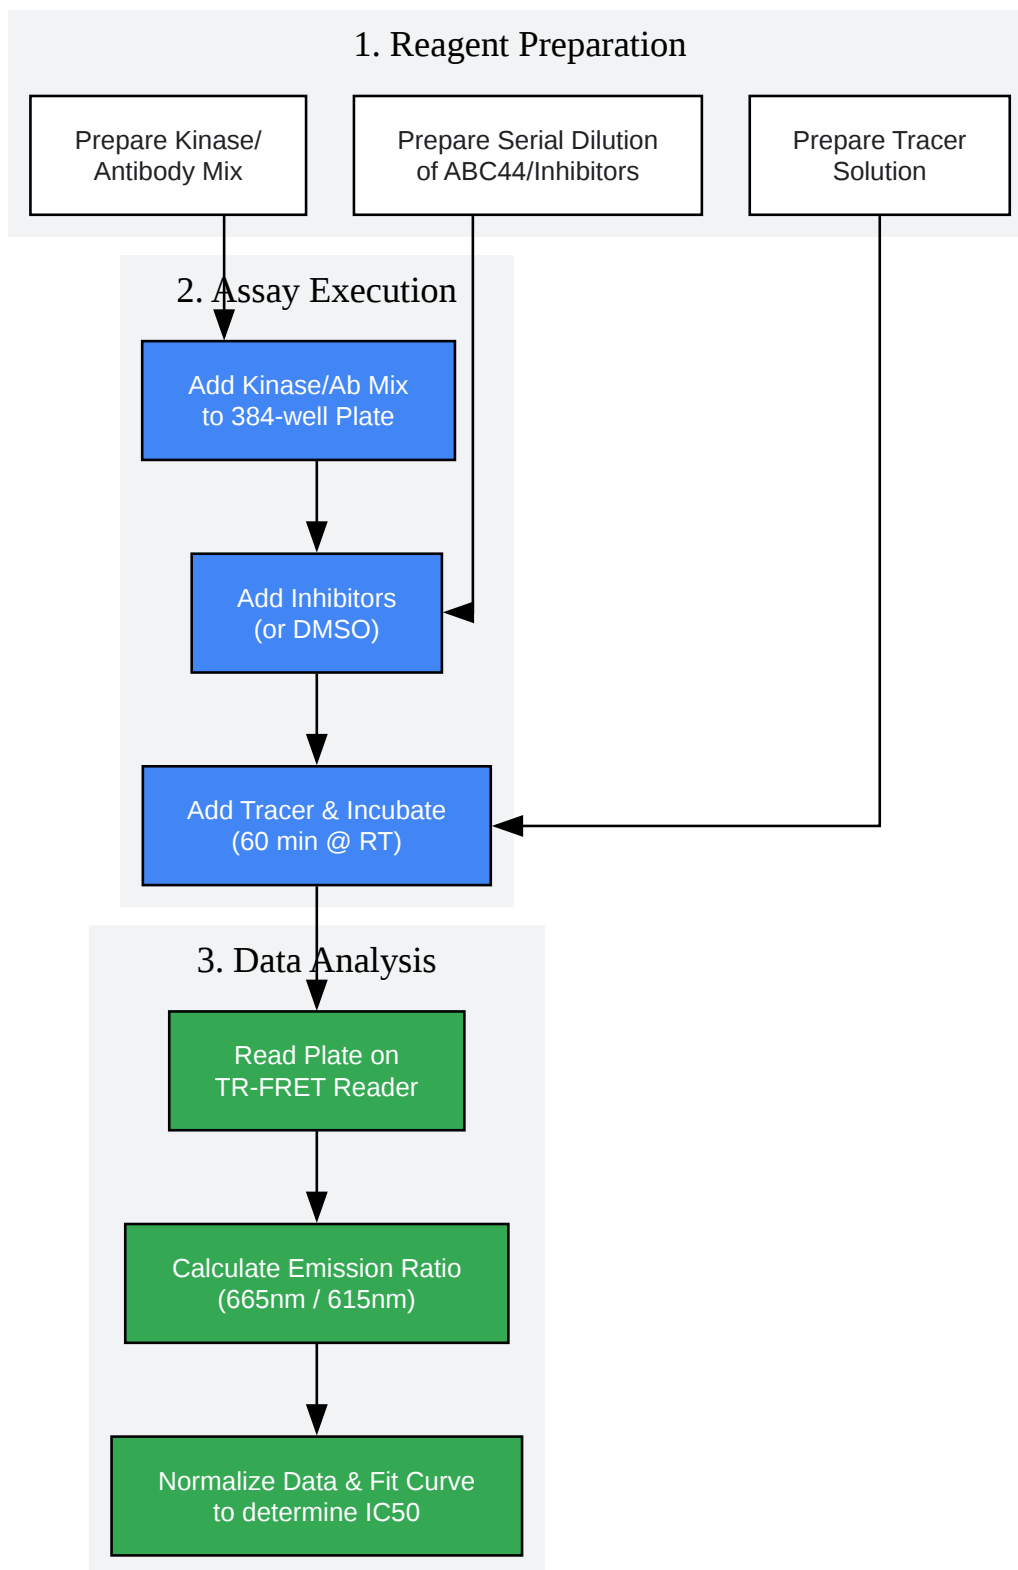 1. Reagent Preparation
Prepare Kinase/
Antibody Mix
Prepare Serial Dilution
of ABC44/Inhibitors
Prepare Tracer
Solution
2. Assay Execution
Add Kinase/Ab Mix
to 384-well Plate
Add Inhibitors
(or DMSO)
Add Tracer & Incubate
(60 min @ RT)
3. Data Analysis
Read Plate on
TR-FRET Reader
Calculate Emission Ratio
(665nm / 615nm)
Normalize Data & Fit Curve
to determine IC50